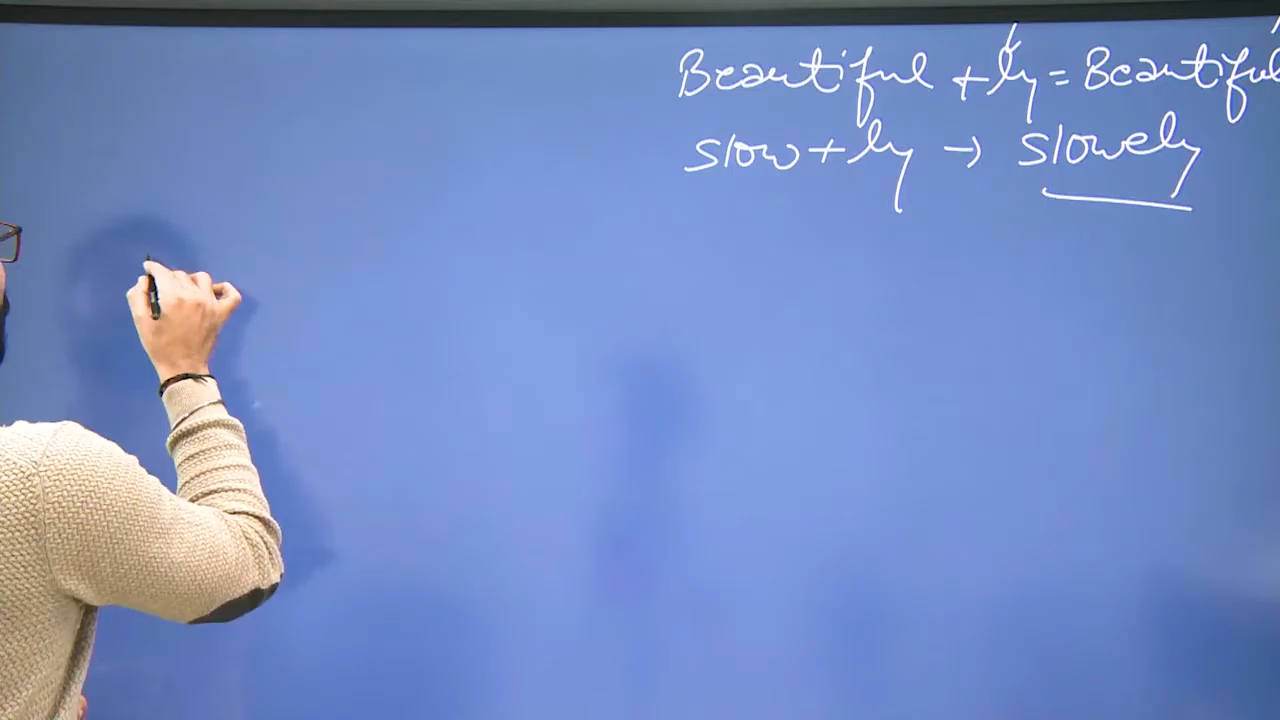 Beautiful + ly = Beautiful
slow + ly → slowely